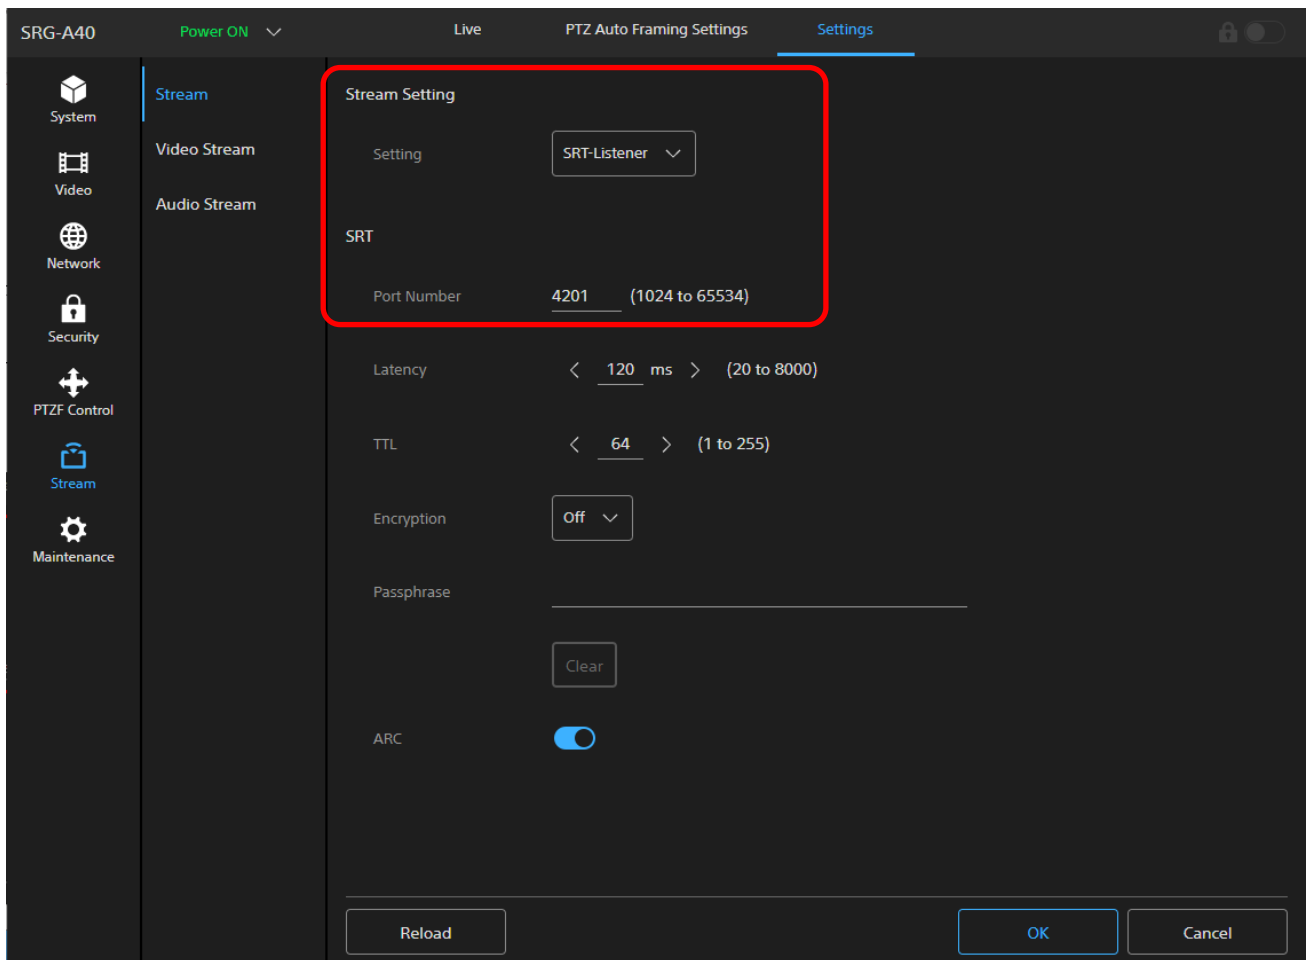 SRG-A40 Power ON Live PTZ Auto Framing Settings Settings
System
Video
Network
Security
PTZF Control
Stream
Maintenance
Stream
Video Stream
Audio Stream
Stream Setting
Setting SRT-Listener
SRT
Port Number 4201 (1024 to 65534)
Latency 120 ms (20 to 8000)
TTL 64 (1 to 255)
Encryption Off
Passphrase
Clear
ARC
Reload OK Cancel